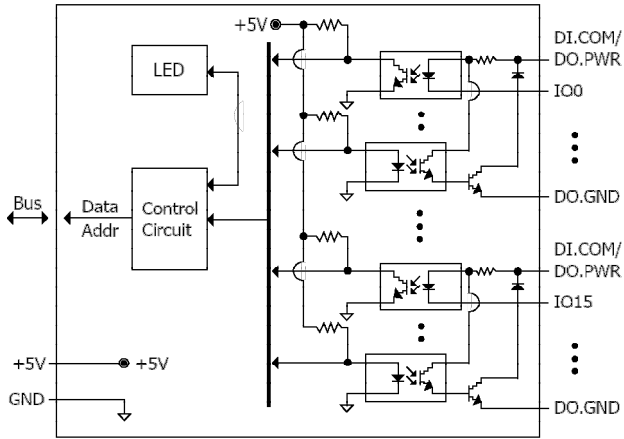 +5V
DI.COM/
DO.PWR
LED
IO0
Bus
Data
Addr
Control
Circuit
DO.GND
DI.COM/
DO.PWR
IO15
+5V
+5V
GND
DO.GND